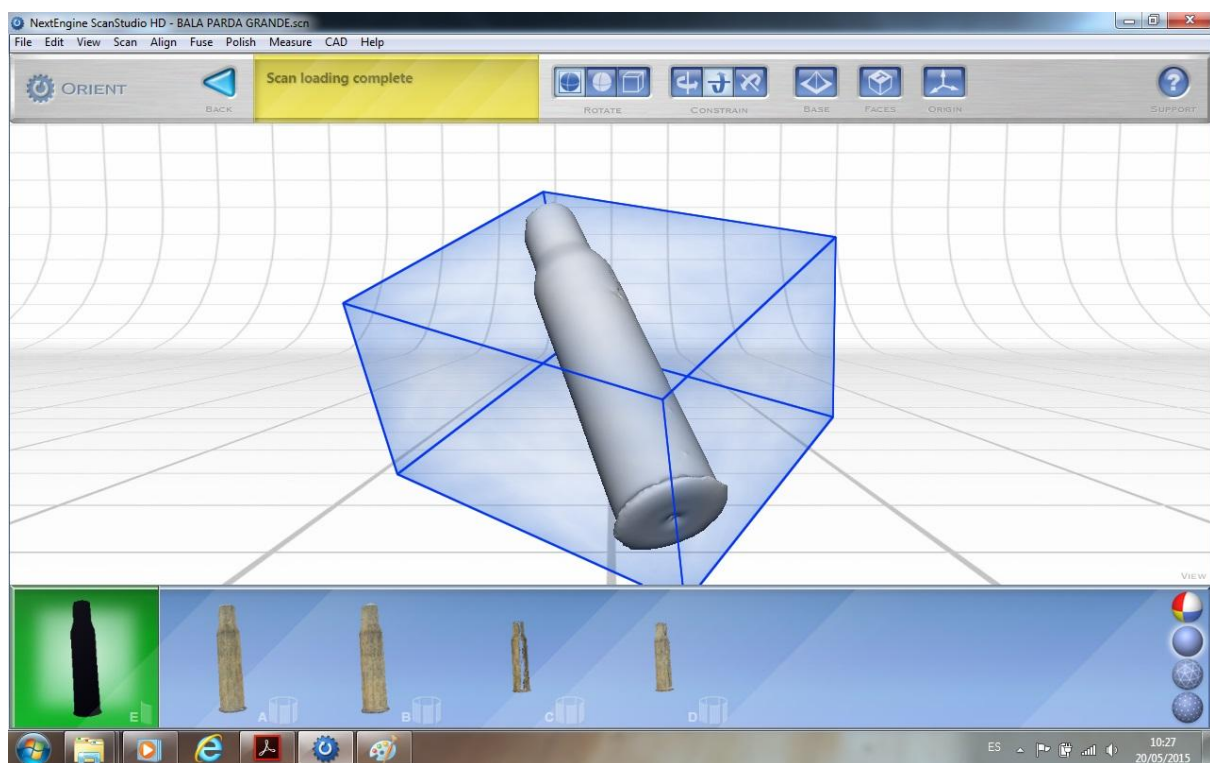 NextEngine ScanStudio HD - BALA PARDA GRANDE.scn
File Edit View Scan Align Fuse Polish Measure CAD Help
ORIENT
BACK
Scan loading complete
ROTATE
CONSTRAIN
BASE
FACES
ORIGIN
?
SUPPORT
VIEW
E
A
B
C
D
ES
10:27
20/05/2015